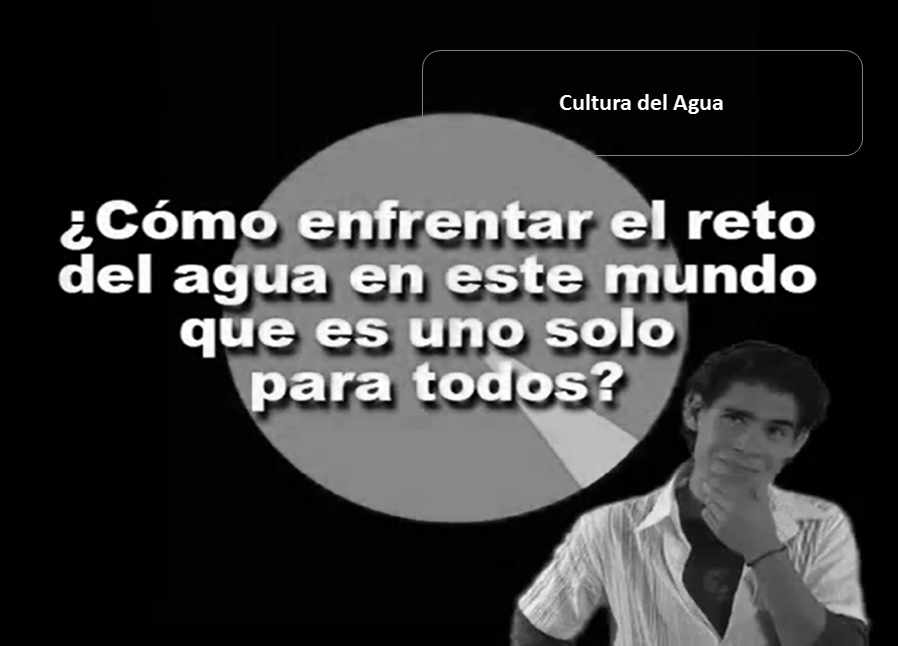 Cultura del Agua
¿Cómo enfrentar el reto
del agua en este mundo
que es uno solo
para todos?